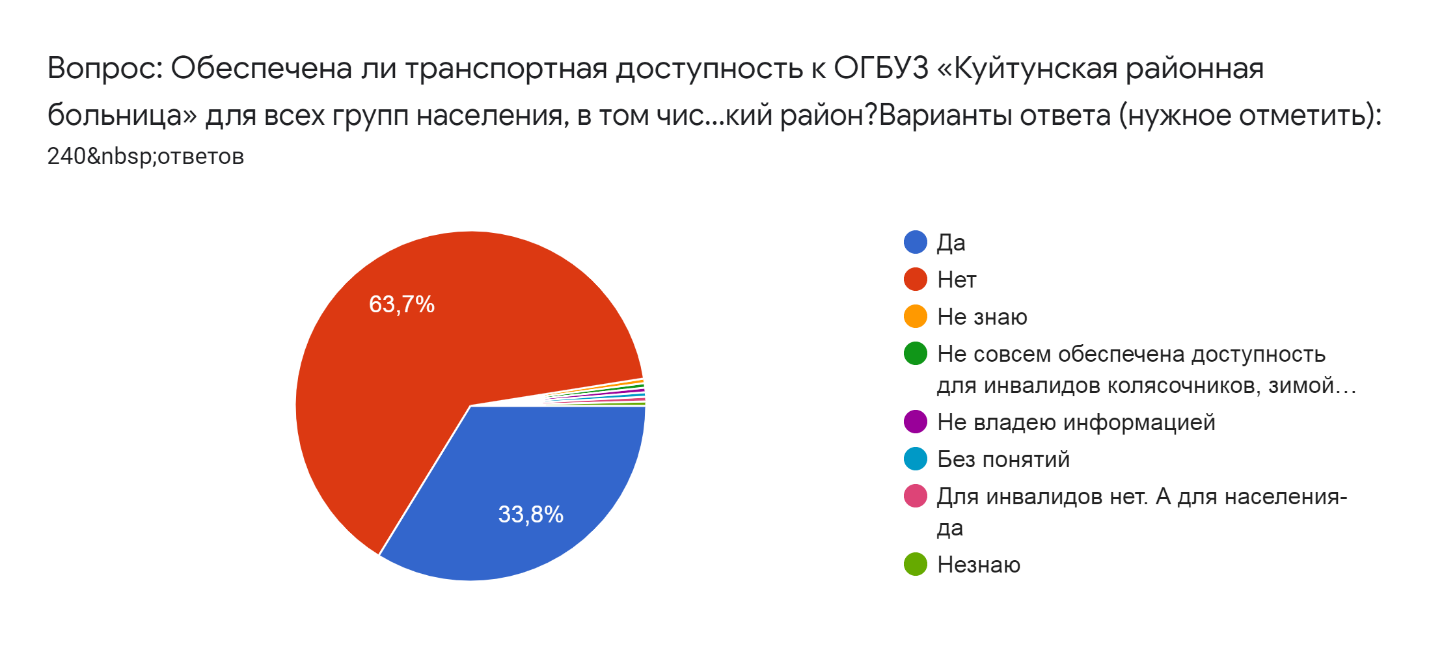 Вопрос: Обеспечена ли транспортная доступность к ОГБУЗ «Куйтунская районная
больница» для всех групп населения, в том чис...кий район?Варианты ответа (нужное отметить):
240&nbsp;ответов
63,7%
33,8%
Да
Нет
Не знаю
Не совсем обеспечена доступность
для инвалидов колясочников, зимой…
Не владею информацией
Без понятий
Для инвалидов нет. А для населения-
да
Незнаю